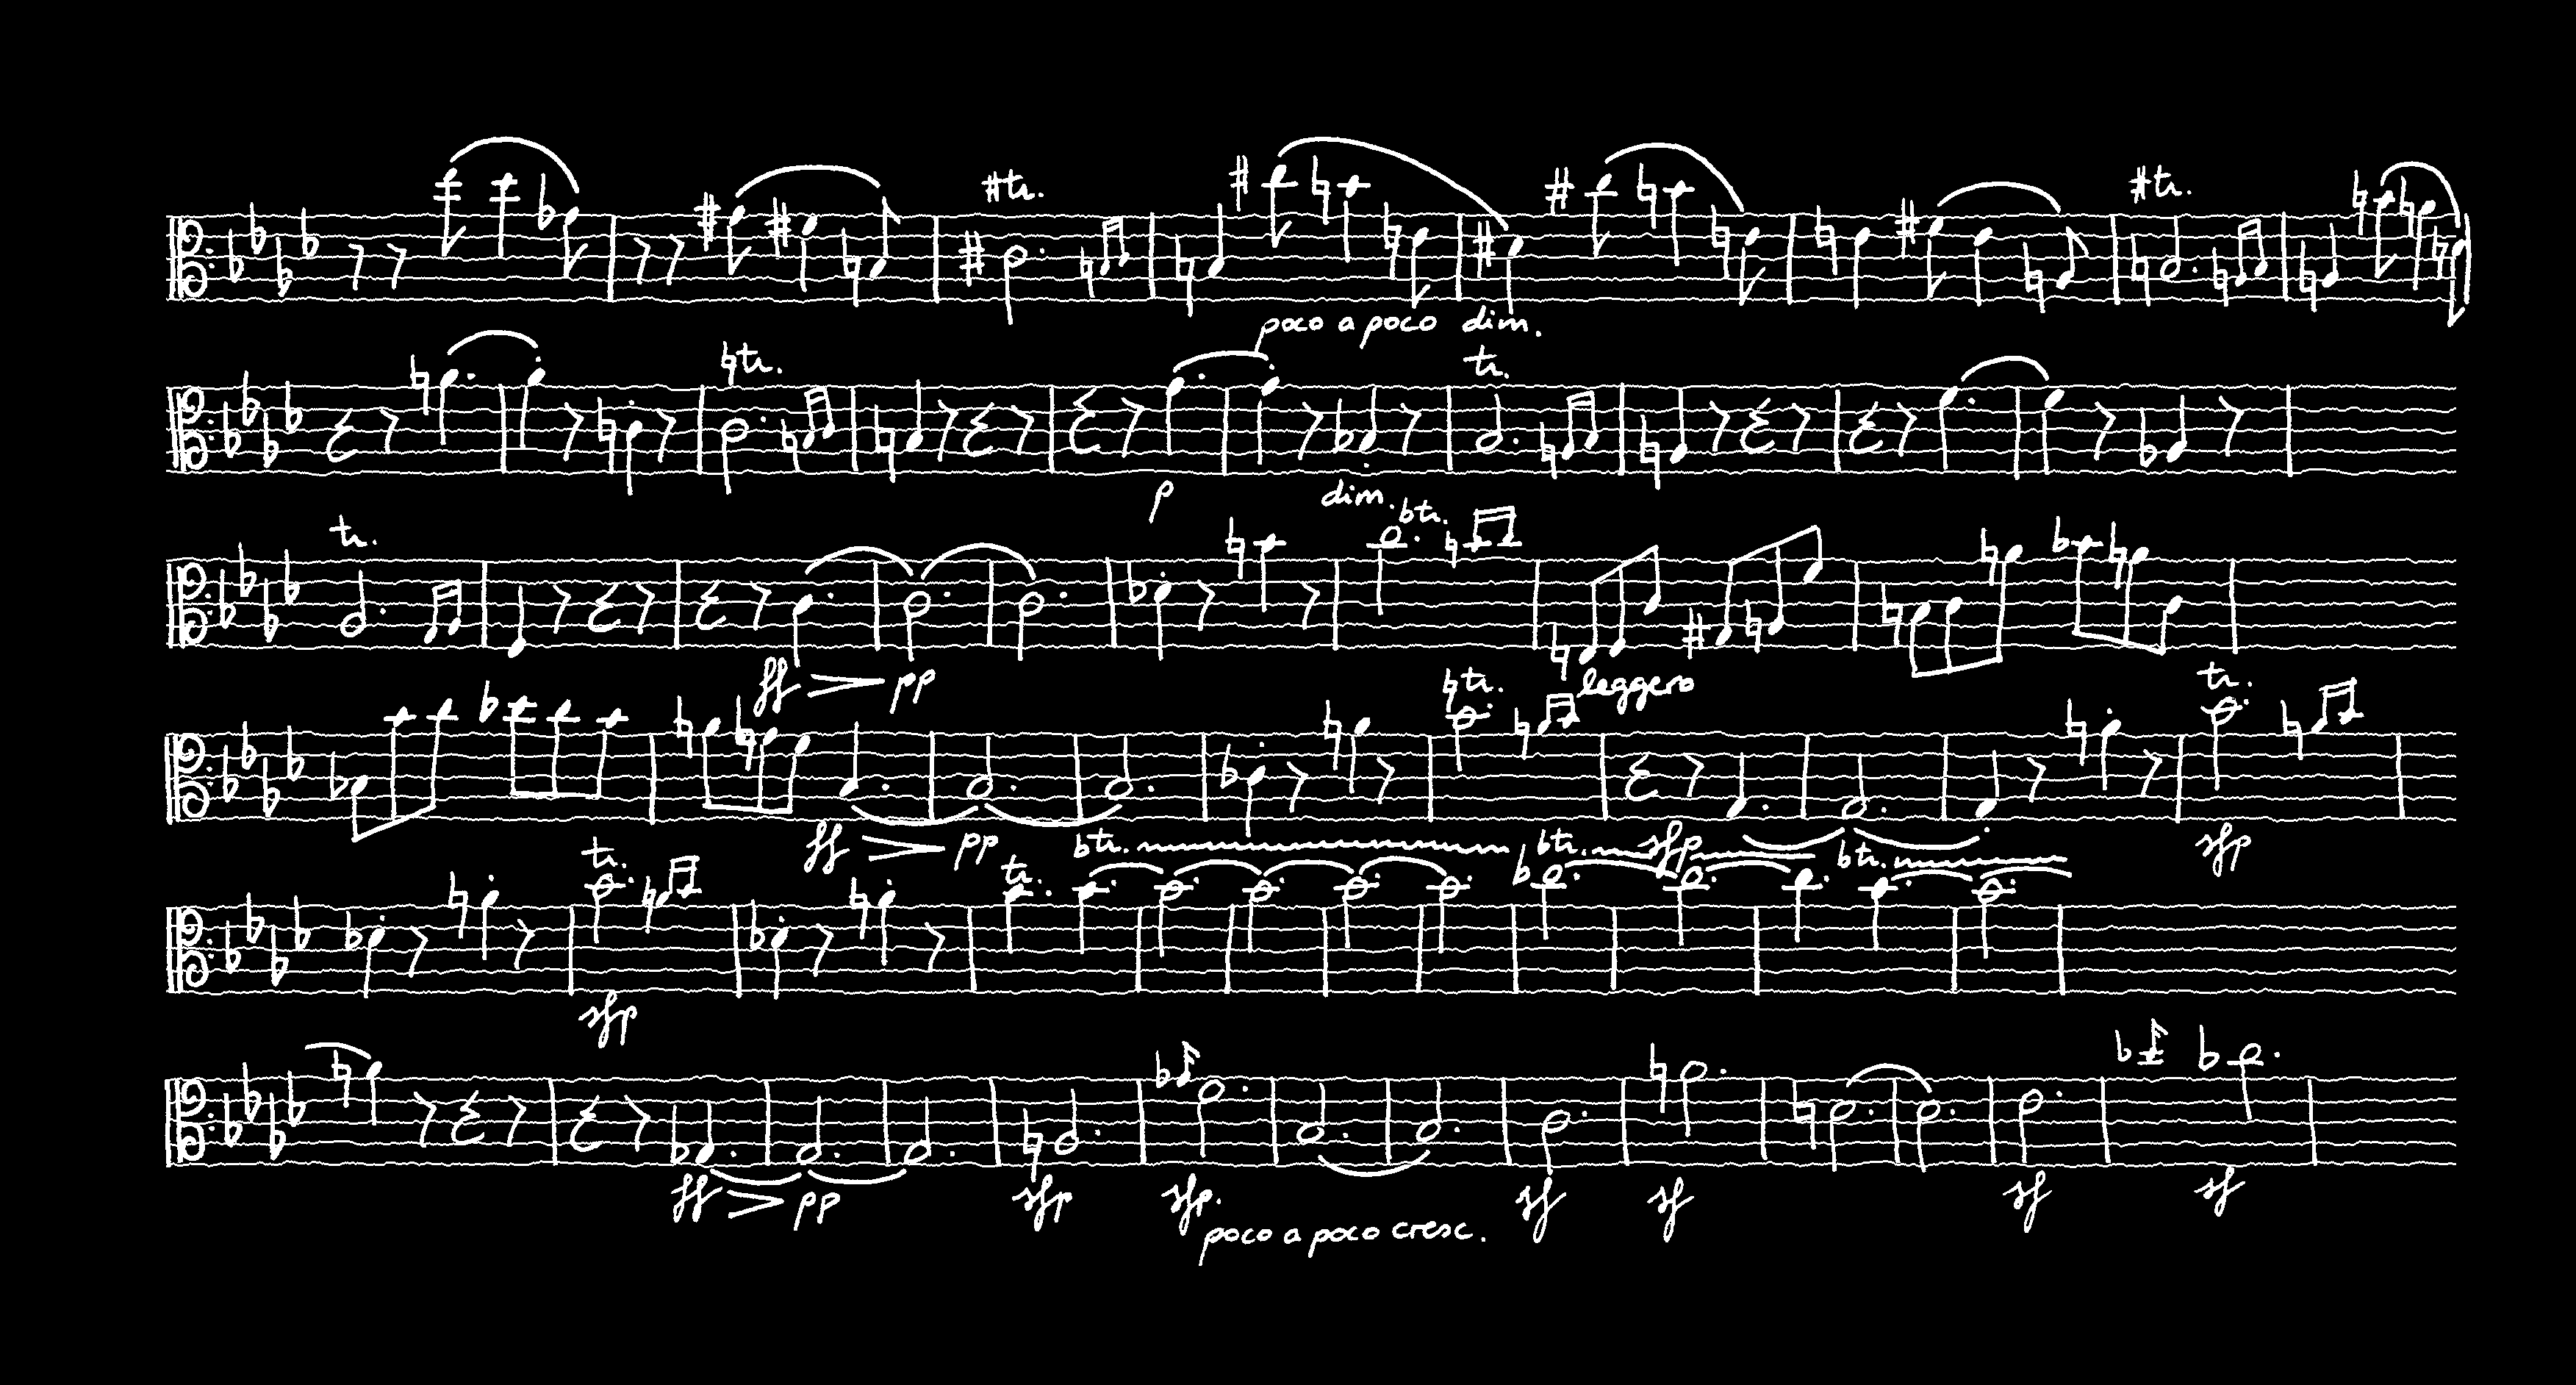 tr. tr.
poco a poco dim.
tr. tr.
p dim.
tr. tr.
ff pp leggero
tr. tr.
ff pp sfp sfp
tr. tr. tr. tr. tr.
sfp
ff pp sfp sfp. sf sf sf sf
poco a poco cresc.